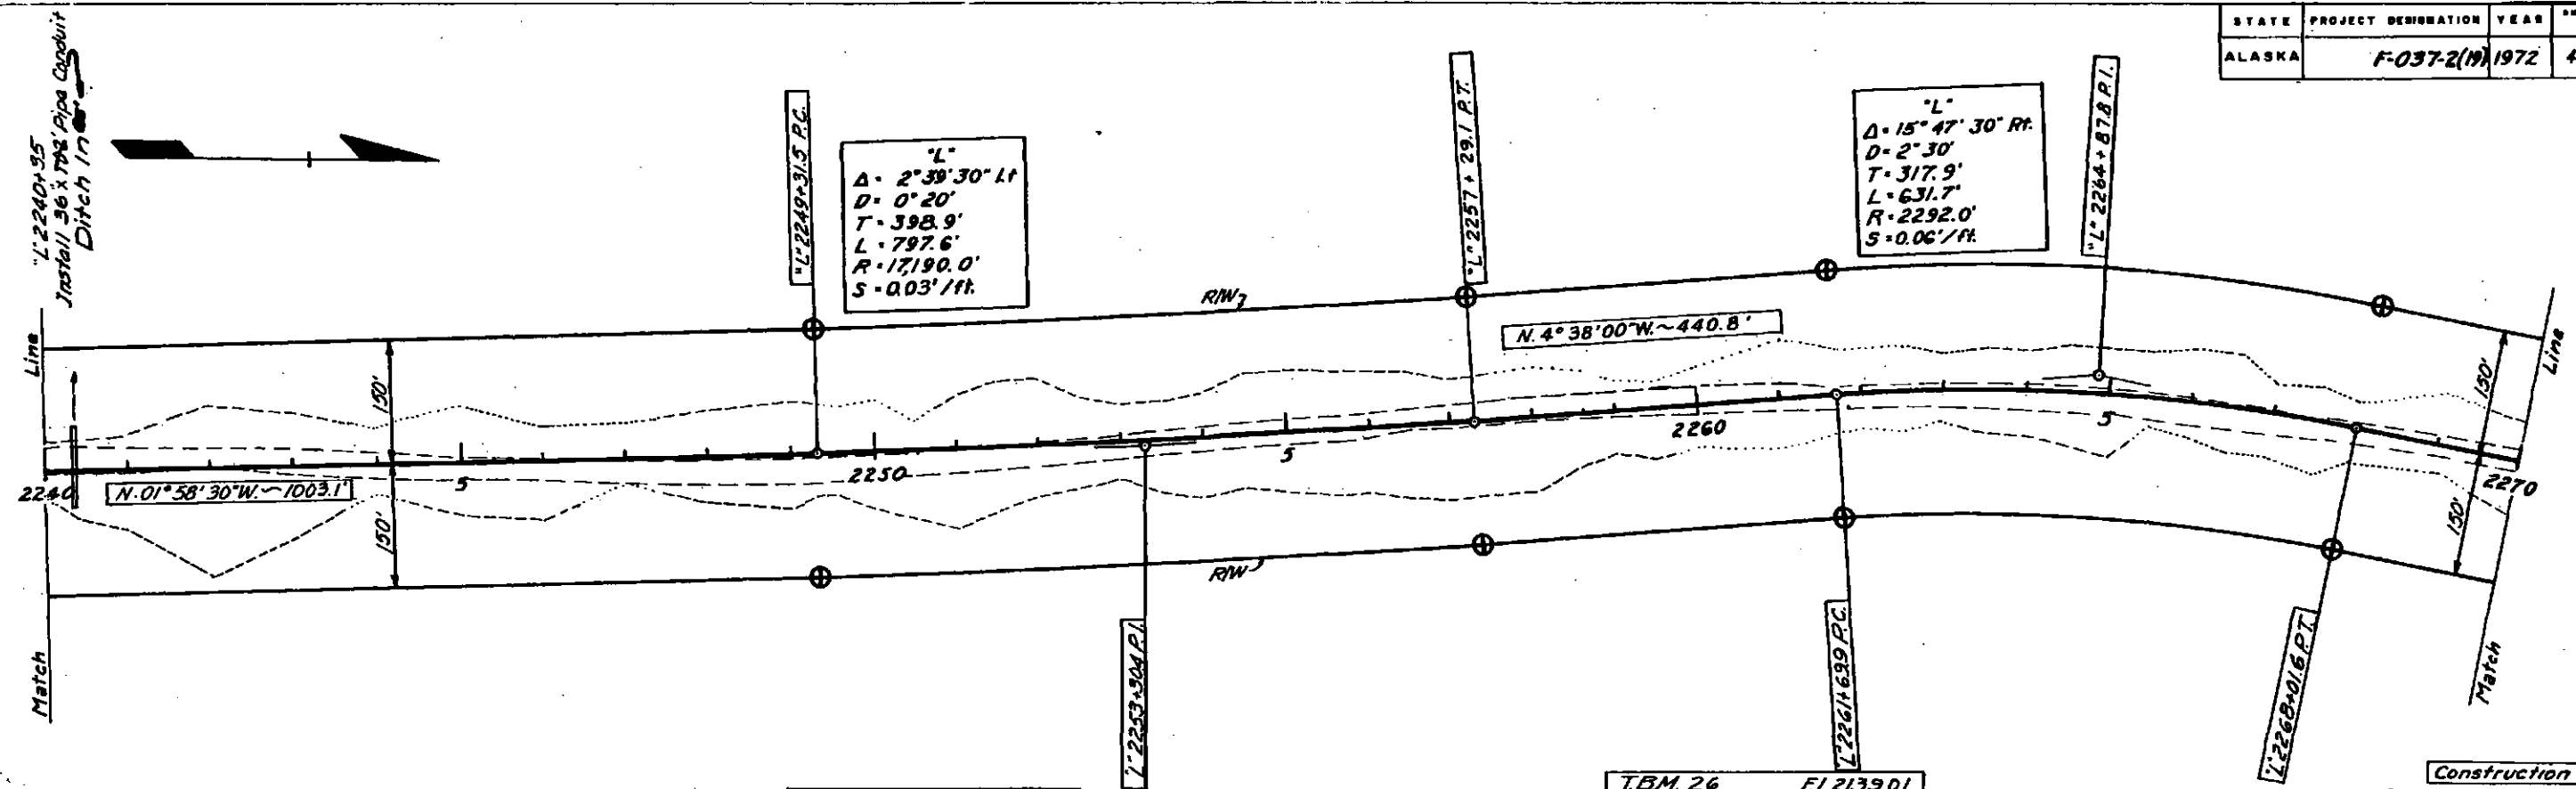 STATE PROJECT DESIGNATION YEAR
ALASKA F-037-2(19) 1972 4
"L" 2240+95
Install 36"x Pipe Conduit
Ditch In
"L" 2249+31.5 P.C.
"L"
Δ= 2°39'30" Lt
D= 0°20'
T= 398.9'
L= 797.6'
R=17,190.0'
S=0.03'/ft.
"L" 2257+29.1 P.T.
"L"
Δ=15°47'30" Rt.
D=2°30'
T=317.9'
L=631.7'
R=2292.0'
S=0.06'/ft.
"L" 2264+87.8 P.I.
R/W
N. 4°38'00"W.~440.8'
Line
150'
150'
Line
2240
N.01°58'30"W.~1003.1'
5
2250
5
2260
5
2270
150'
150'
R/W
Match
"L" 2253+30.4 P.I.
"L" 2261+69.9 P.C.
"L" 2268+01.6 P.T.
Match
T.B.M. 26 El 2139.01
Construction